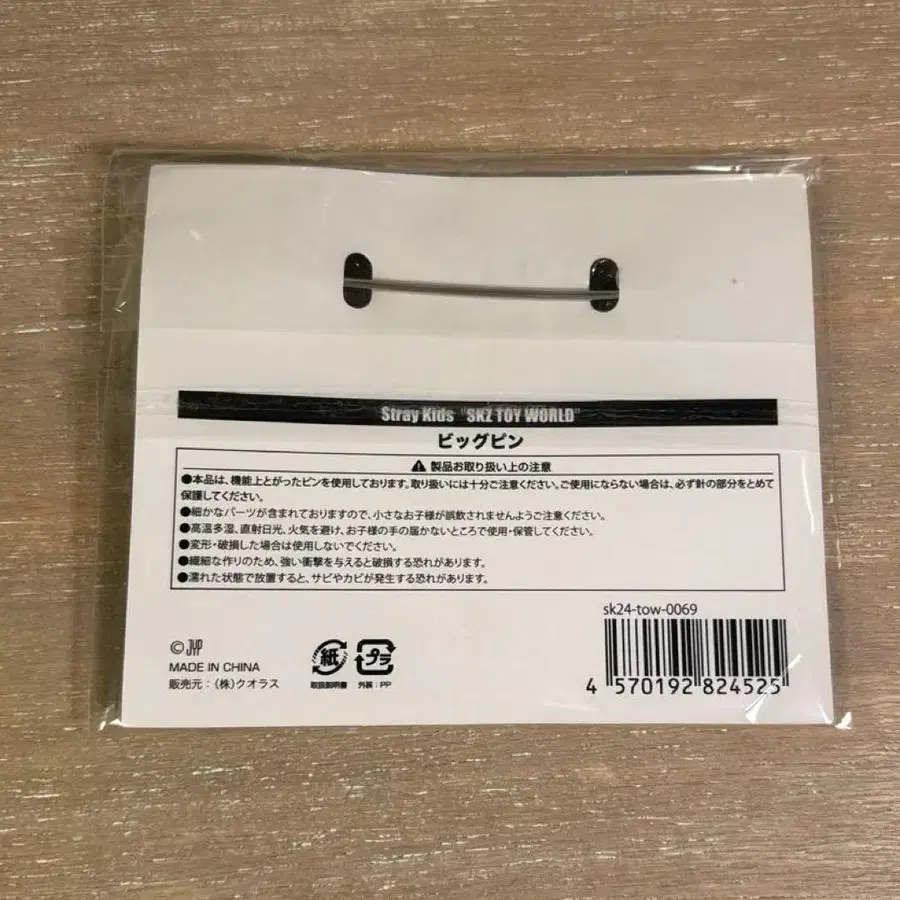 Stray Kids "SKZ TOY WORLD"
ビッグピン
製品お取り扱い上の注意
●本品は、機能上とがったピンを使用しております。取り扱いには十分ご注意ください。ご使用にならない場合は、必ず針の部分をとめて
保護してください。
●細かなパーツが含まれておりますので、小さなお子様が誤飲されませんようご注意ください。
●高温多湿、直射日光、火気を避け、お子様の手の届かないところで使用・保管してください。
●変形・破損した場合は使用しないでください。
●繊細な作りのため、強い衝撃を与えると破損する恐れがあります。
●濡れた状態で放置すると、サビやカビが発生する恐れがあります。
sk24-tow-0069
© JYP
MADE IN CHINA
販売元:(株)クオラス
紙
取扱説明書
プラ
外装:PP
4 570192 824525